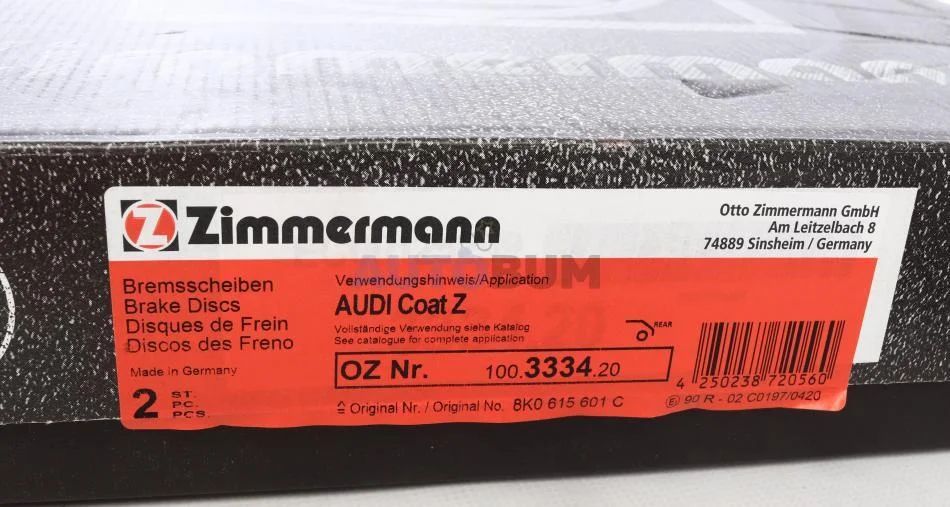 Zimmermann
Otto Zimmermann GmbH
Am Leitzelbach 8
74889 Sinsheim / Germany
AUTOBUM
Bremsscheiben
Brake Discs
Disques de Frein
Discos des Freno
Made in Germany
2 ST.
PC.
PCS.
Verwendungshinweis/Application
AUDI Coat Z
Vollständige Verwendung siehe Katalog
See catalogue for complete application
REAR
OZ Nr. 100.3334.20
≙ Original Nr. / Original No. 8K0 615 601 C
4 250238 720560
E1 90 R - 02 C0197/0420